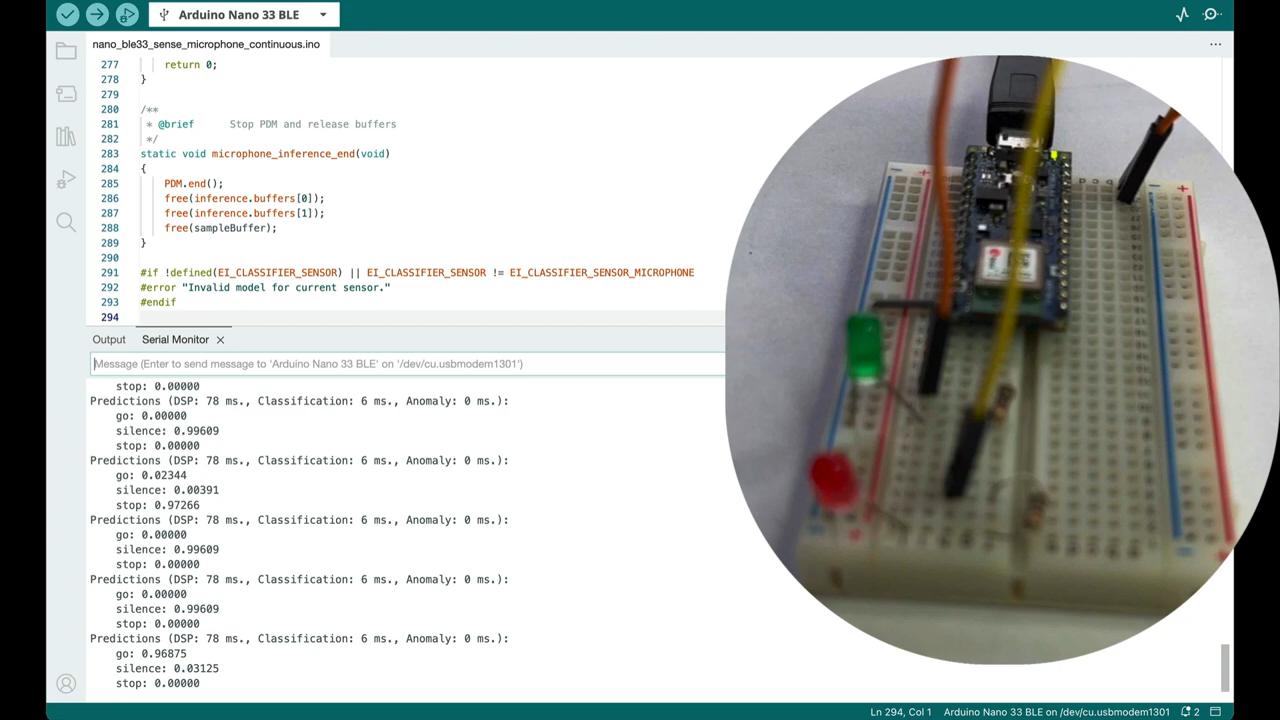 Arduino Nano 33 BLE
nano_ble33_sense_microphone_continuous.ino
277 return 0;
278 }
279
280 /**
281 * @brief Stop PDM and release buffers
282 */
283 static void microphone_inference_end(void)
284 {
285 PDM.end();
286 free(inference.buffers[0]);
287 free(inference.buffers[1]);
288 free(sampleBuffer);
289 }
290
291 #if !defined(EI_CLASSIFIER_SENSOR) || EI_CLASSIFIER_SENSOR != EI_CLASSIFIER_SENSOR_MICROPHONE
292 #error "Invalid model for current sensor."
293 #endif
294
Output Serial Monitor
Message (Enter to send message to 'Arduino Nano 33 BLE' on '/dev/cu.usbmodem1301')
stop: 0.00000
Predictions (DSP: 78 ms., Classification: 6 ms., Anomaly: 0 ms.):
go: 0.00000
silence: 0.99609
stop: 0.00000
Predictions (DSP: 78 ms., Classification: 6 ms., Anomaly: 0 ms.):
go: 0.02344
silence: 0.00391
stop: 0.97266
Predictions (DSP: 78 ms., Classification: 6 ms., Anomaly: 0 ms.):
go: 0.00000
silence: 0.99609
stop: 0.00000
Predictions (DSP: 78 ms., Classification: 6 ms., Anomaly: 0 ms.):
go: 0.00000
silence: 0.99609
stop: 0.00000
Predictions (DSP: 78 ms., Classification: 6 ms., Anomaly: 0 ms.):
go: 0.96875
silence: 0.03125
stop: 0.00000
Ln 294, Col 1 Arduino Nano 33 BLE on /dev/cu.usbmodem1301 2